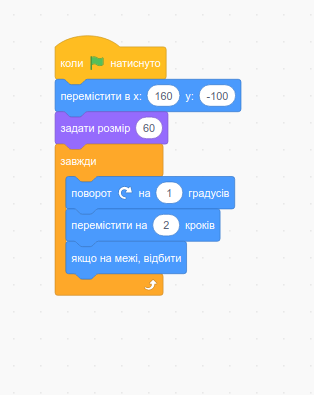 коли натиснуто
перемістити в x: 160 y: -100
задати розмір 60
завжди
поворот на 1 градусів
перемістити на 2 кроків
якщо на межі, відбити